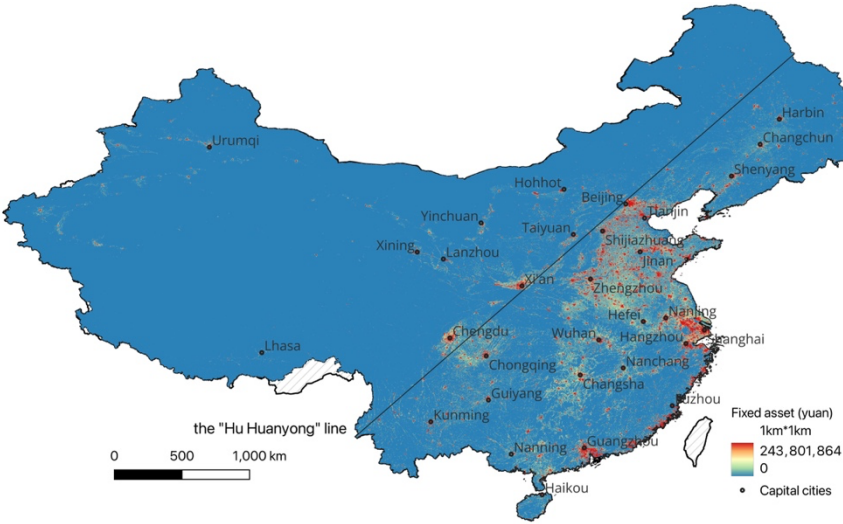 Harbin
Changchun
Urumqi
Shenyang
Hohhot
Beijing
Tianjin
Yinchuan
Taiyuan
Shijiazhuang
Xining
Lanzhou
Jinan
Xi'an
Zhengzhou
Hefei
Nanjing
Chengdu
Wuhan
Hangzhou
Shanghai
Lhasa
Chongqing
Nanchang
Changsha
Guiyang
Fuzhou
Kunming
the "Hu Huanyong" line
Fixed asset (yuan)
1km*1km
243,801,864
0
Capital cities
Nanning
Guangzhou
0
500
1,000 km
Haikou